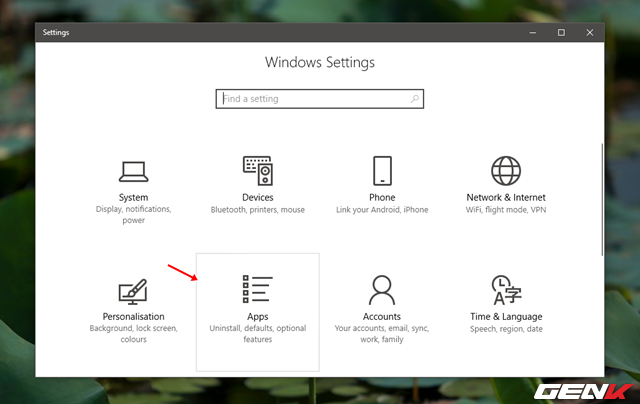 Settings
Windows Settings
Find a setting
System
Display, notifications,
power
Devices
Bluetooth, printers, mouse
Phone
Link your Android, iPhone
Network & Internet
WiFi, flight mode, VPN
Personalisation
Background, lock screen,
colours
Apps
Uninstall, defaults, optional
features
Accounts
Your accounts, email, sync,
work, family
A字
Time & Language
Speech, region, date
GENK